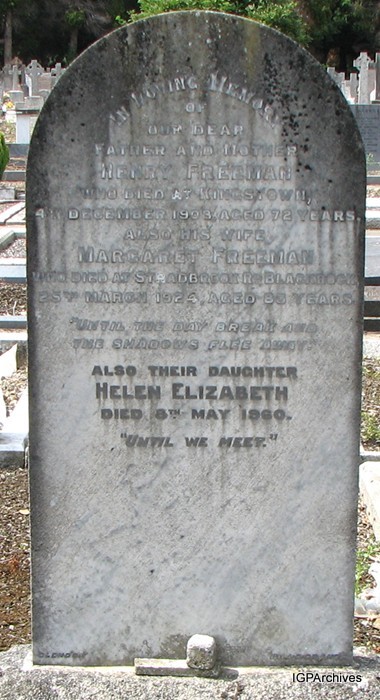 In Loving Memory
OF
OUR DEAR
FATHER AND MOTHER
HENRY FREEMAN
WHO DIED AT KINGSTOWN,
4TH DECEMBER AGED 72 YEARS,
ALSO HIS WIFE
MARGARET FREEMAN
WHO DIED AT STRADBROOK RD BLACKROCK
25TH MARCH 1924, AGED YEARS
"UNTIL THE DAY BREAK AND
THE SHADOWS FLEE AWAY."
ALSO THEIR DAUGHTER
HELEN ELIZABETH
DIED 8TH MAY 1960.
"UNTIL WE MEET."
IGPArchives